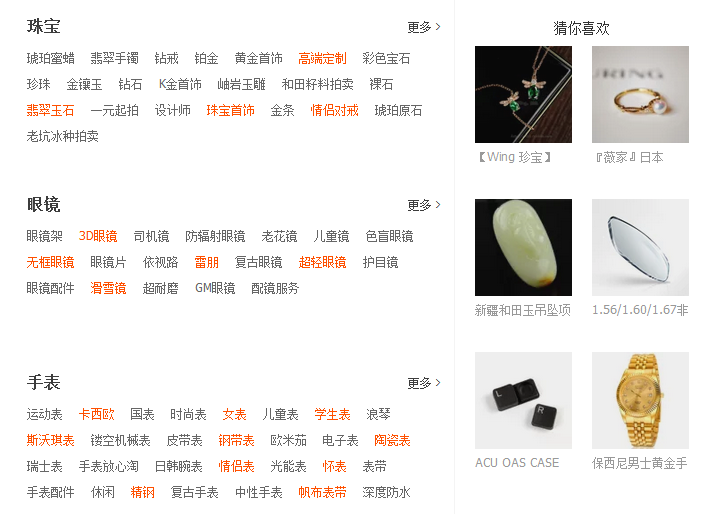 珠宝 更多 >
琥珀蜜蜡 翡翠手镯 钻戒 铂金 黄金首饰 高端定制 彩色宝石
珍珠 金镶玉 钻石 K金首饰 岫岩玉雕 和田籽料拍卖 裸石
翡翠玉石 一元起拍 设计师 珠宝首饰 金条 情侣对戒 琥珀原石
老坑冰种拍卖
眼镜 更多 >
眼镜架 3D眼镜 司机镜 防辐射眼镜 老花镜 儿童镜 色盲眼镜
无框眼镜 眼镜片 依视路 雷朋 复古眼镜 超轻眼镜 护目镜
眼镜配件 滑雪镜 超耐磨 GM眼镜 配镜服务
手表 更多 >
运动表 卡西欧 国表 时尚表 女表 儿童表 学生表 浪琴
斯沃琪表 镂空机械表 皮带表 钢带表 欧米茄 电子表 陶瓷表
瑞士表 手表放心淘 日韩腕表 情侣表 光能表 怀表 表带
手表配件 休闲 精钢 复古手表 中性手表 帆布表带 深度防水
猜你喜欢
【Wing 珍宝】 『薇家』日本
新疆和田玉吊坠项 1.56/1.60/1.67非
L
R
ACU OAS CASE 保西尼男士黄金手